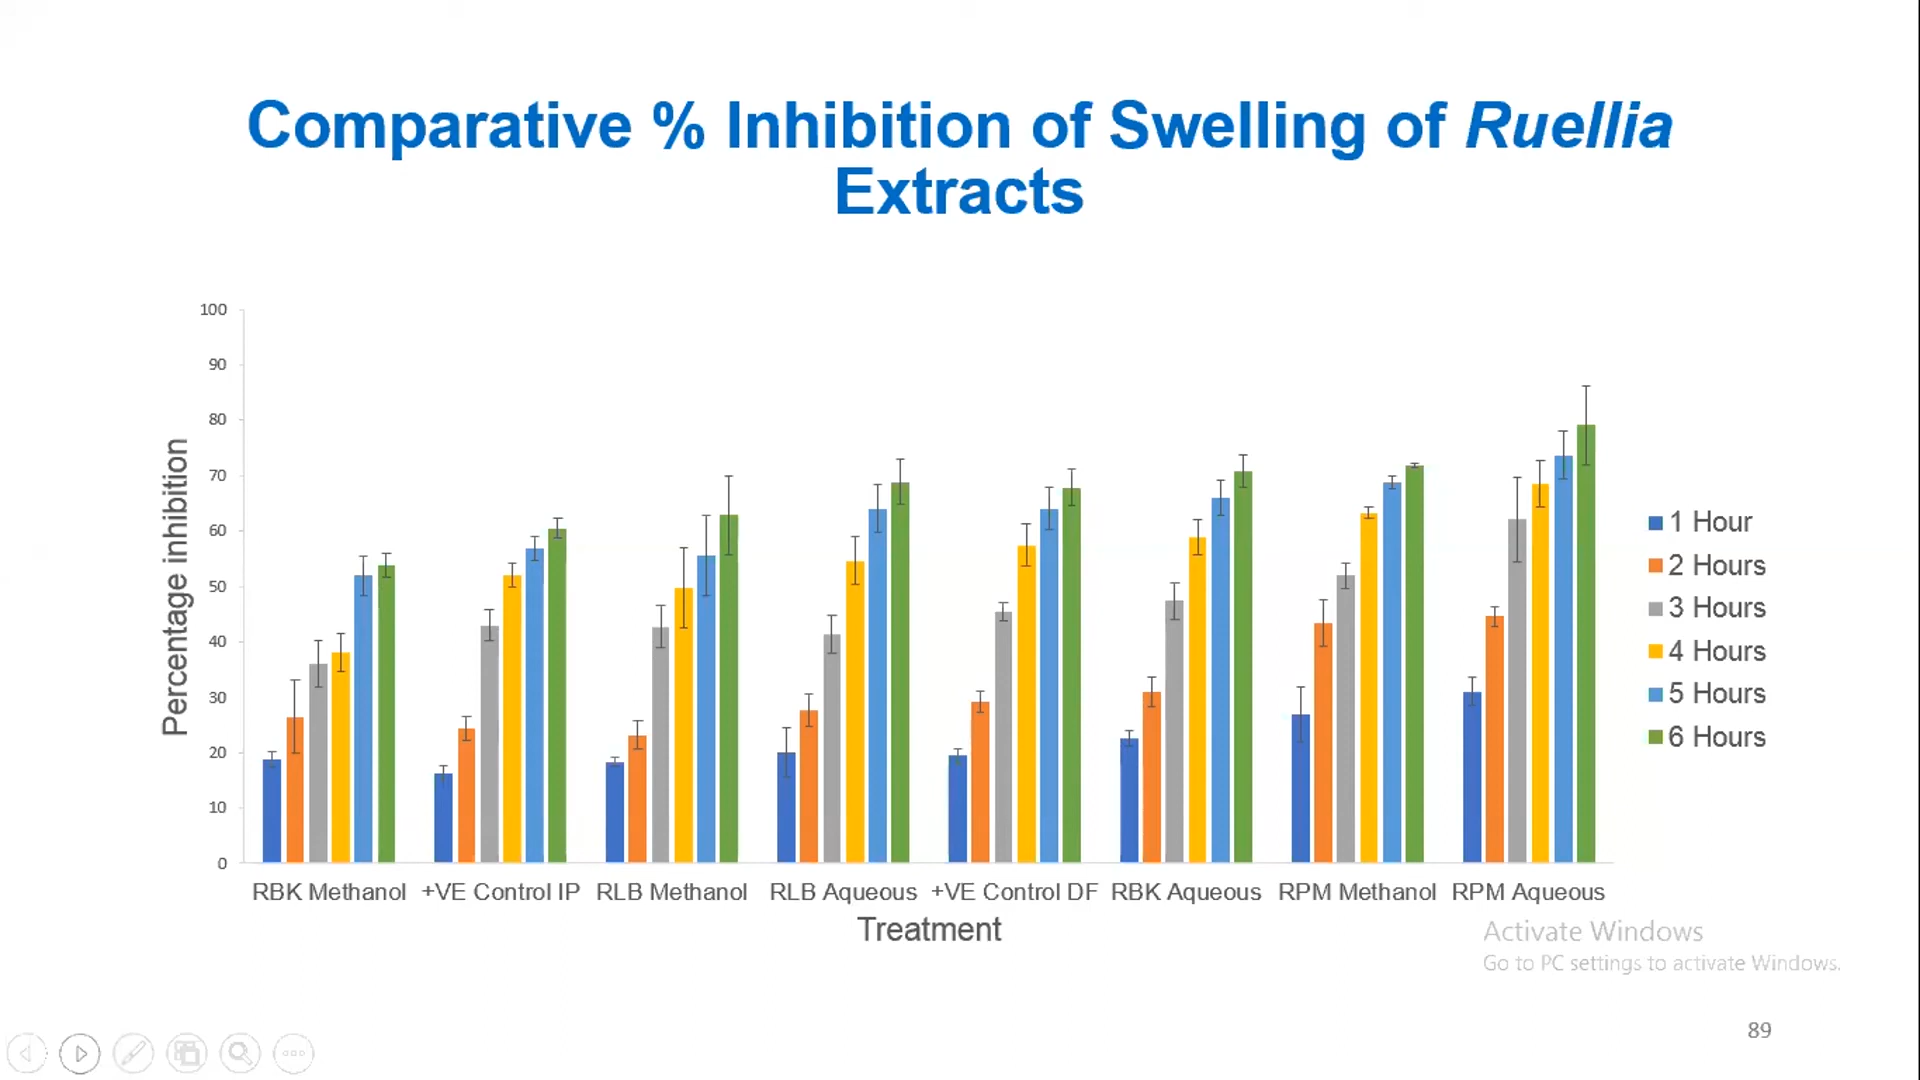 Comparative % Inhibition of Swelling of Ruellia
Extracts
100
90
80
70
60
50
40
30
20
10
0
Percentage inhibition
RBK Methanol
+VE Control IP
RLB Methanol
RLB Aqueous
+VE Control DF
RBK Aqueous
RPM Methanol
RPM Aqueous
Treatment
1 Hour
2 Hours
3 Hours
4 Hours
5 Hours
6 Hours
Activate Windows
Go to PC settings to activate Windows.
89